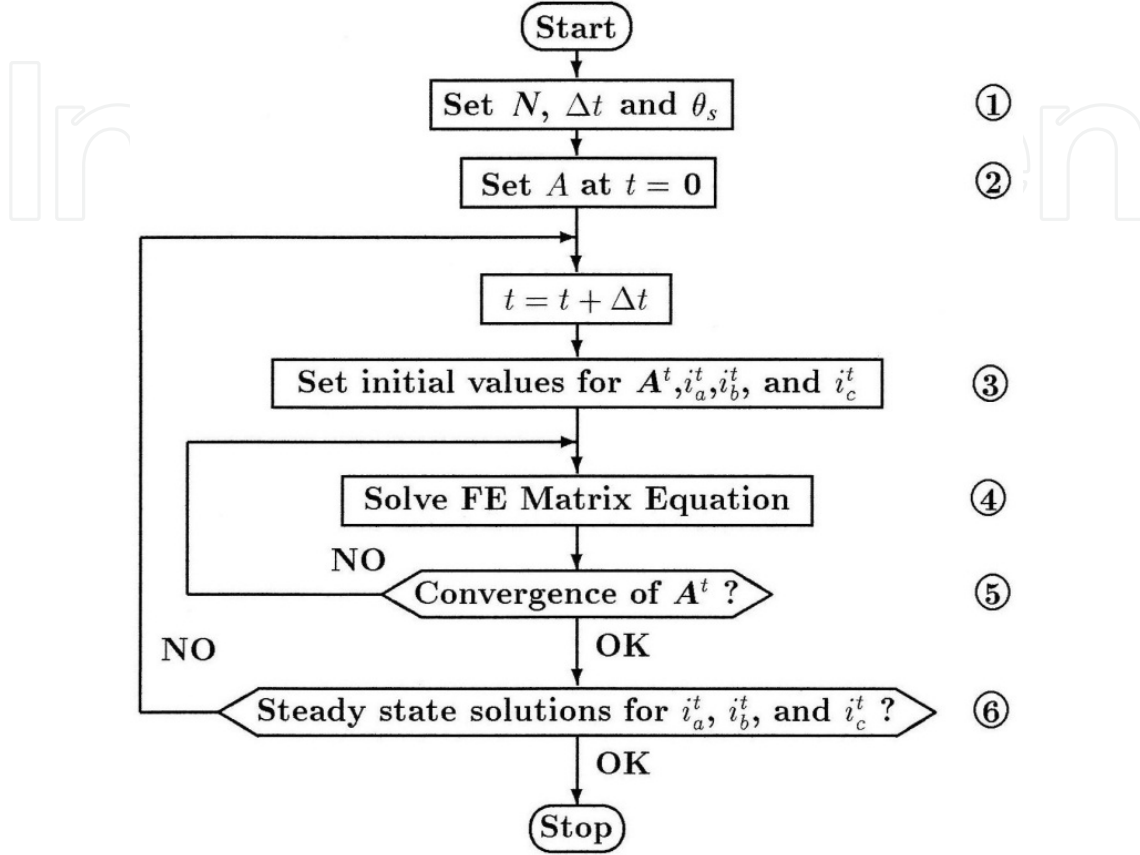 Start
Set N, Δt and θ_s ①
Set A at t = 0 ②
t = t + Δt
Set initial values for A^t, i_a^t, i_b^t, and i_c^t ③
Solve FE Matrix Equation ④
NO
Convergence of A^t ? ⑤
OK
NO
Steady state solutions for i_a^t, i_b^t, and i_c^t ? ⑥
OK
Stop